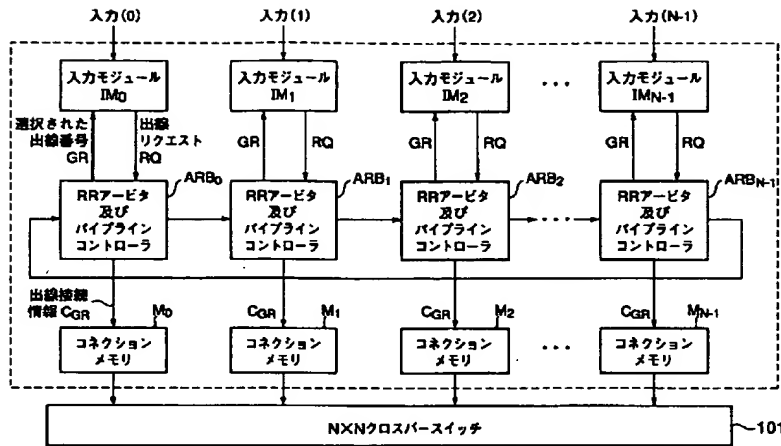 入力(0)
入力(1)
入力(2)
入力(N-1)
入力モジュール
IM0
入力モジュール
IM1
入力モジュール
IM2
・・・
入力モジュール
IMN-1
選択された
出線番号
GR
出線
リクエスト
RQ
GR
RQ
GR
RQ
GR
RQ
ARB0
ARB1
ARB2
ARBN-1
RRアービタ
及び
パイプライン
コントローラ
RRアービタ
及び
パイプライン
コントローラ
RRアービタ
及び
パイプライン
コントローラ
・・・
RRアービタ
及び
パイプライン
コントローラ
出線接続
情報 CGR
M0
CGR
M1
CGR
M2
CGR
MN-1
コネクション
メモリ
コネクション
メモリ
コネクション
メモリ
・・・
コネクション
メモリ
N×Nクロスバースイッチ
101